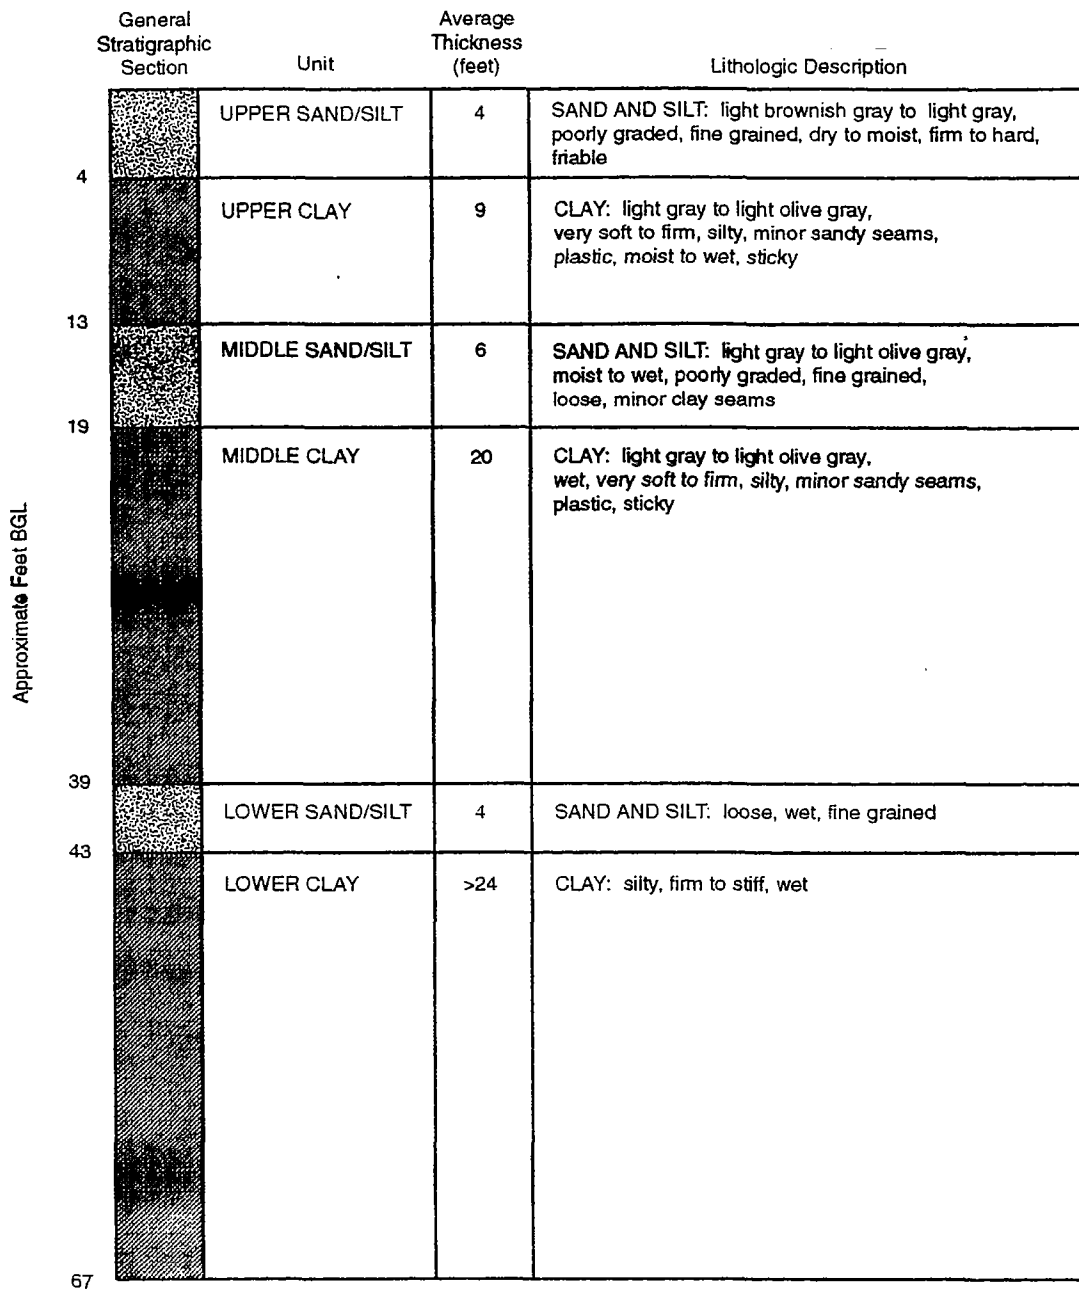 General
Stratigraphic
Section
Unit
Average
Thickness
(feet)
Lithologic Description
UPPER SAND/SILT
4
SAND AND SILT: light brownish gray to light gray,
poorly graded, fine grained, dry to moist, firm to hard,
friable
4
UPPER CLAY
9
CLAY: light gray to light olive gray,
very soft to firm, silty, minor sandy seams,
plastic, moist to wet, sticky
13
MIDDLE SAND/SILT
6
SAND AND SILT: light gray to light olive gray,
moist to wet, poorly graded, fine grained,
loose, minor clay seams
19
MIDDLE CLAY
20
CLAY: light gray to light olive gray,
wet, very soft to firm, silty, minor sandy seams,
plastic, sticky
Approximate Feet BGL
39
LOWER SAND/SILT
4
SAND AND SILT: loose, wet, fine grained
43
LOWER CLAY
>24
CLAY: silty, firm to stiff, wet
67